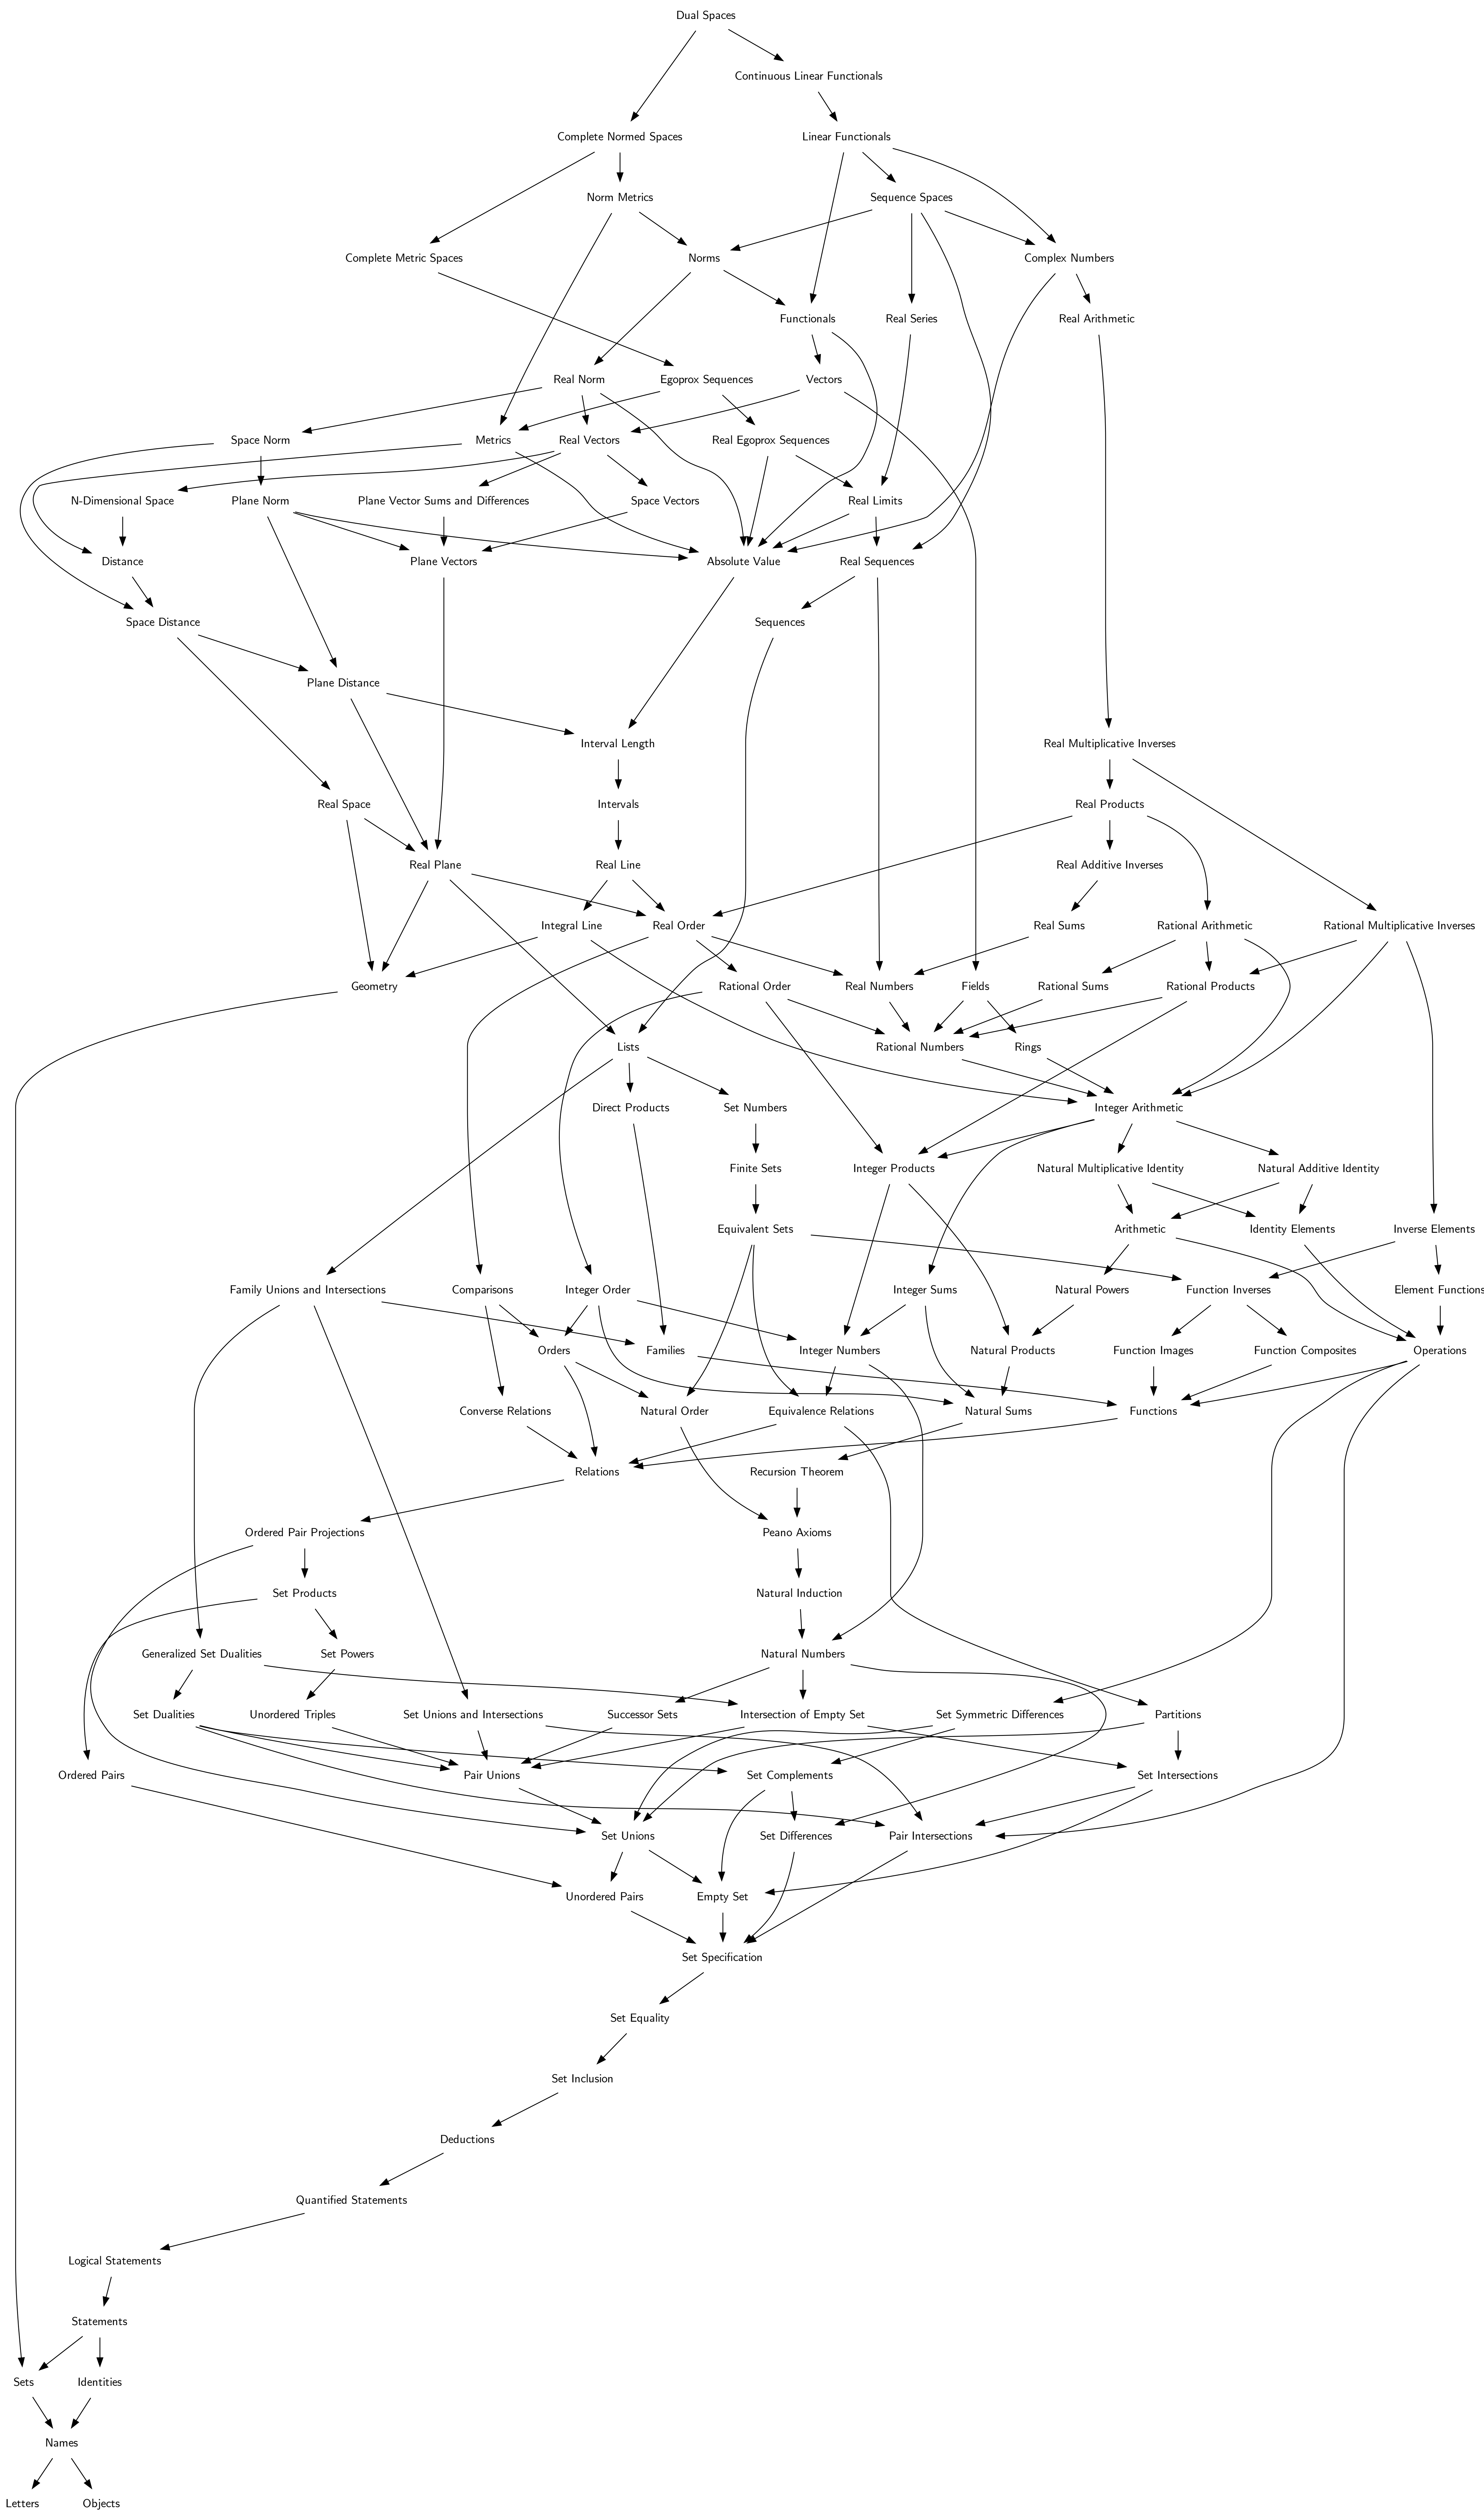 Dual Spaces
Continuous Linear Functionals
Complete Normed Spaces
Linear Functionals
Norm Metrics
Sequence Spaces
Complete Metric Spaces
Norms
Complex Numbers
Functionals
Real Series
Real Arithmetic
Real Norm
Egoprox Sequences
Vectors
Space Norm
Metrics
Real Vectors
Real Egoprox Sequences
N-Dimensional Space
Plane Norm
Plane Vector Sums and Differences
Space Vectors
Real Limits
Distance
Plane Vectors
Absolute Value
Real Sequences
Space Distance
Sequences
Plane Distance
Interval Length
Real Multiplicative Inverses
Real Space
Intervals
Real Products
Real Plane
Real Line
Real Additive Inverses
Integral Line
Real Order
Real Sums
Rational Arithmetic
Rational Multiplicative Inverses
Geometry
Rational Order
Real Numbers
Fields
Rational Sums
Rational Products
Lists
Rational Numbers
Rings
Direct Products
Set Numbers
Integer Arithmetic
Finite Sets
Integer Products
Natural Multiplicative Identity
Natural Additive Identity
Equivalent Sets
Arithmetic
Identity Elements
Inverse Elements
Family Unions and Intersections
Comparisons
Integer Order
Integer Sums
Natural Powers
Function Inverses
Element Functions
Orders
Families
Integer Numbers
Natural Products
Function Images
Function Composites
Operations
Converse Relations
Natural Order
Equivalence Relations
Natural Sums
Functions
Relations
Recursion Theorem
Ordered Pair Projections
Peano Axioms
Set Products
Natural Induction
Generalized Set Dualities
Set Powers
Natural Numbers
Set Dualities
Unordered Triples
Set Unions and Intersections
Successor Sets
Intersection of Empty Set
Set Symmetric Differences
Partitions
Ordered Pairs
Pair Unions
Set Complements
Set Intersections
Set Unions
Set Differences
Pair Intersections
Unordered Pairs
Empty Set
Set Specification
Set Equality
Set Inclusion
Deductions
Quantified Statements
Logical Statements
Statements
Sets
Identities
Names
Letters
Objects